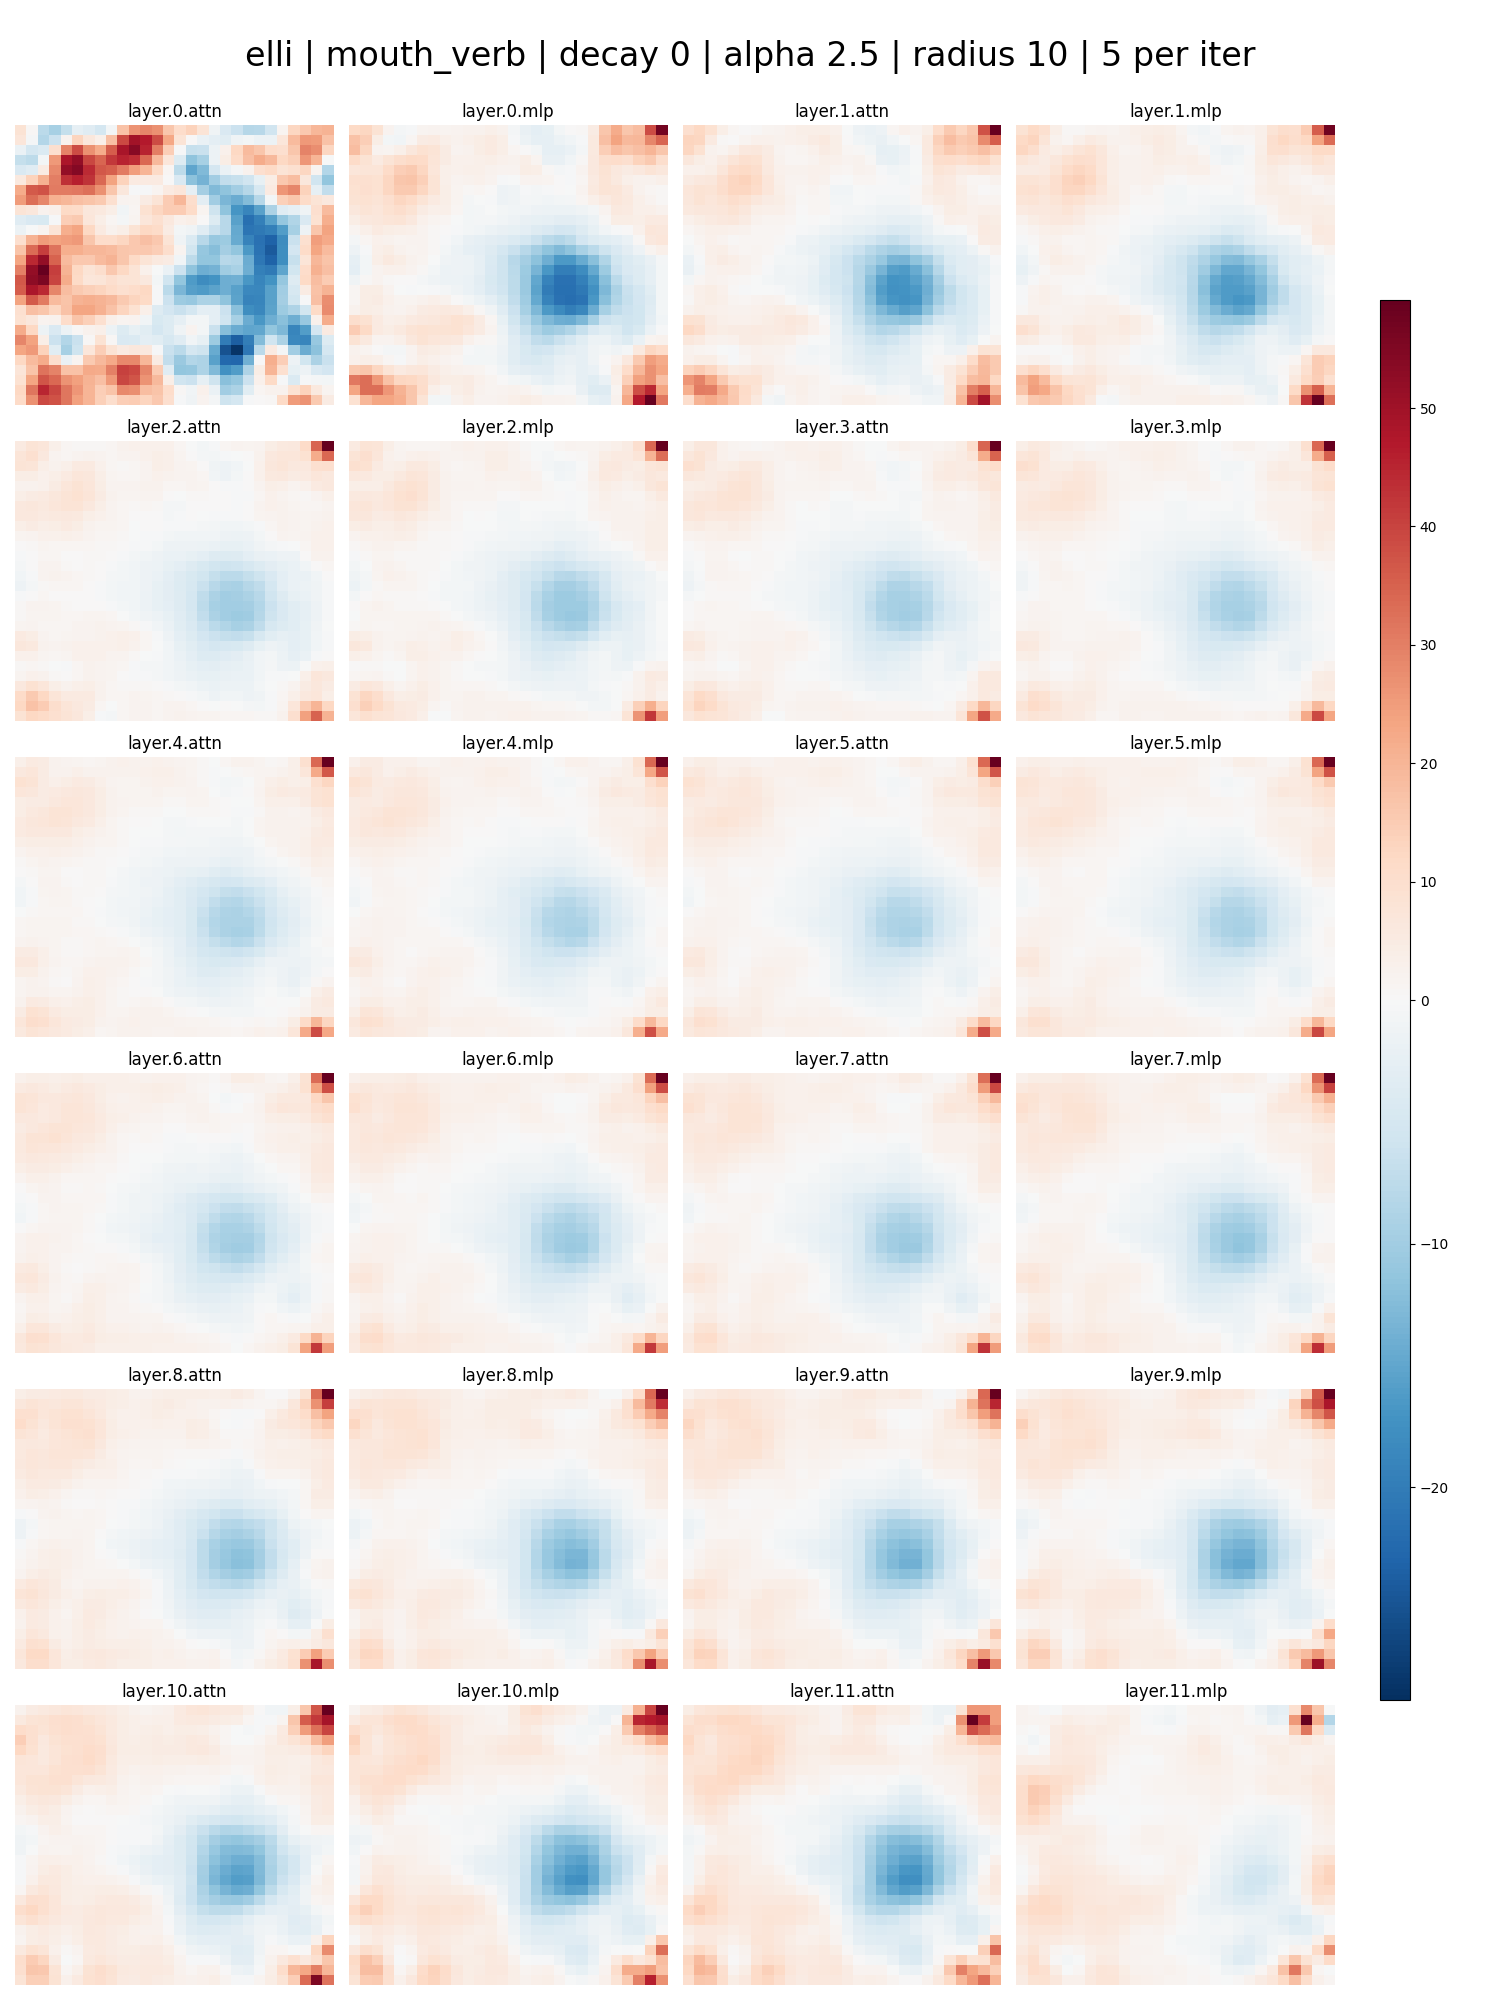 elli | mouth_verb | decay 0 | alpha 2.5 | radius 10 | 5 per iter
layer.0.attn
layer.0.mlp
layer.1.attn
layer.1.mlp
layer.2.attn
layer.2.mlp
layer.3.attn
layer.3.mlp
layer.4.attn
layer.4.mlp
layer.5.attn
layer.5.mlp
layer.6.attn
layer.6.mlp
layer.7.attn
layer.7.mlp
layer.8.attn
layer.8.mlp
layer.9.attn
layer.9.mlp
layer.10.attn
layer.10.mlp
layer.11.attn
layer.11.mlp
50
40
30
20
10
0
−10
−20